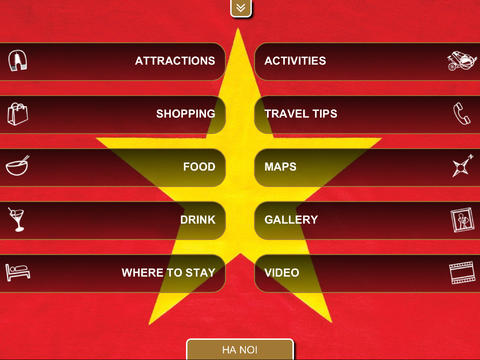 ATTRACTIONS
ACTIVITIES
SHOPPING
TRAVEL TIPS
FOOD
MAPS
DRINK
GALLERY
WHERE TO STAY
VIDEO
HA NOI